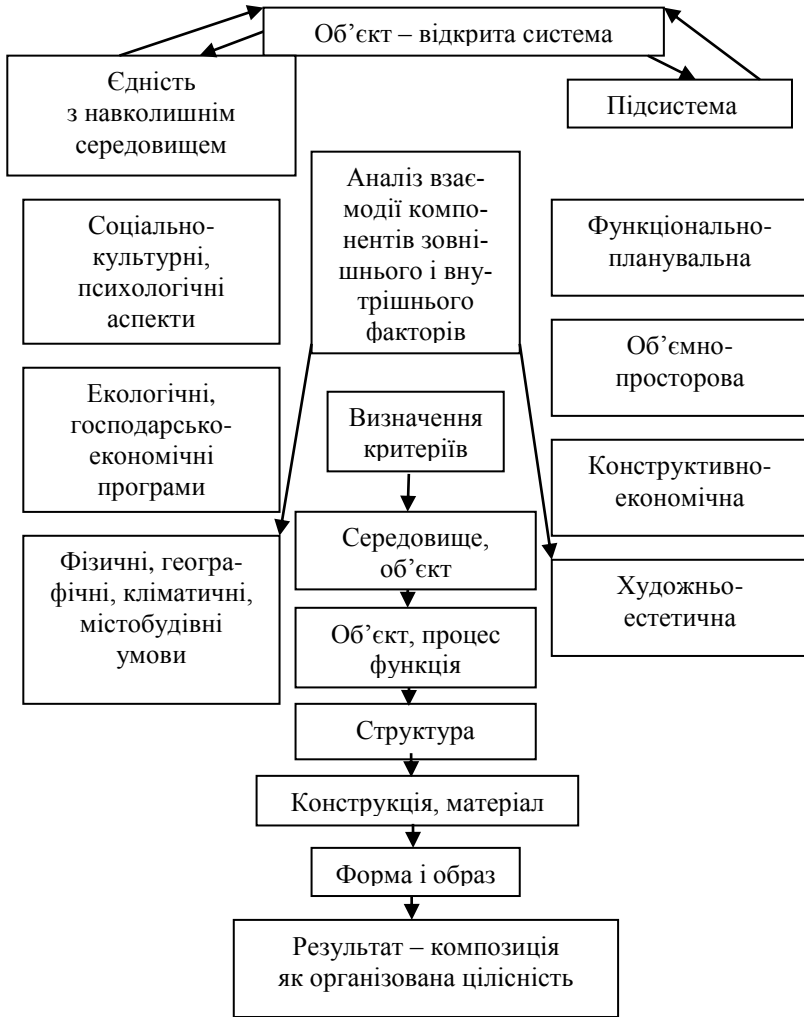 Об’єкт – відкрита система
Єдність
з навколишнім
середовищем
Підсистема
Аналіз взає-
модії компо-
нентів зовні-
шнього і вну-
трішнього
факторів
Соціально-
культурні,
психологічні
аспекти
Функціонально-
планувальна
Об’ємно-
просторова
Екологічні,
господарсько-
економічні
програми
Визначення
критеріїв
Конструктивно-
економічна
Середовище,
об’єкт
Фізичні, геогра-
фічні, кліматичні,
містобудівні
умови
Художньо-
естетична
Об’єкт, процес
функція
Структура
Конструкція, матеріал
Форма і образ
Результат – композиція
як організована цілісність